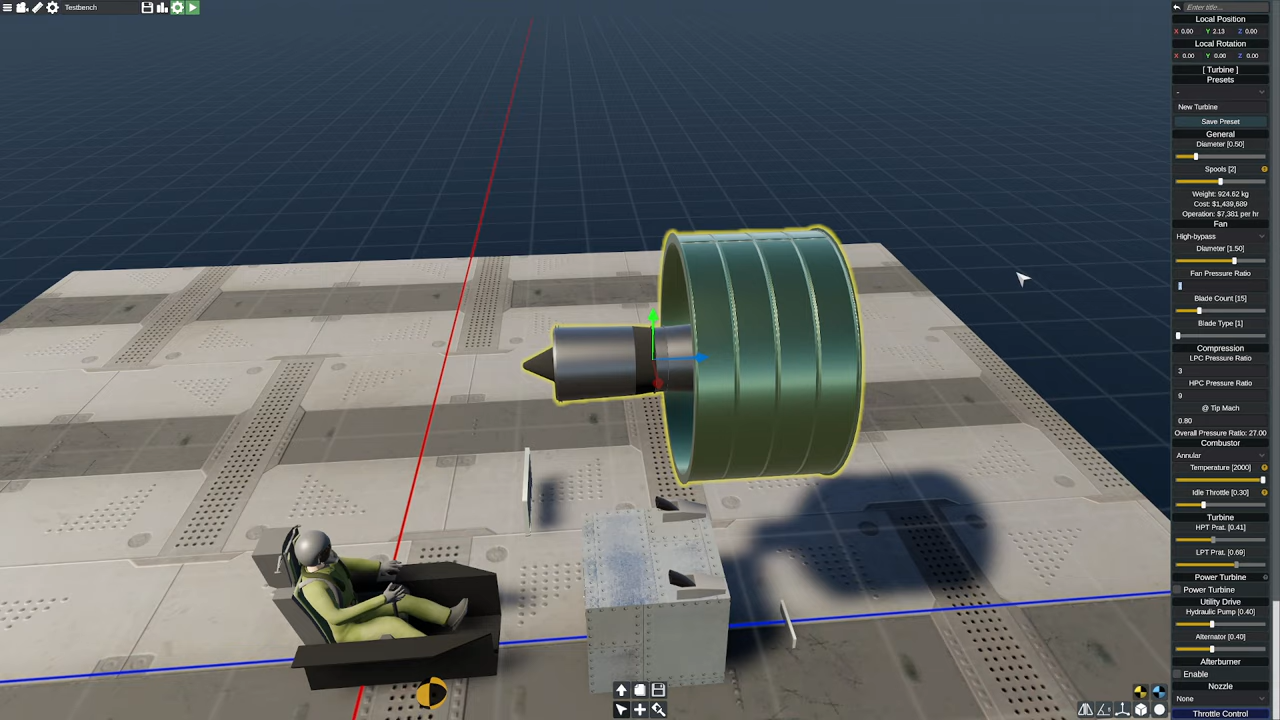 Testbench
Enter title...
Local Position
X 0.00 Y 2.13 Z 0.00
Local Rotation
X 0.00 Y 0.00 Z 0.00
[ Turbine ]
Presets
-
New Turbine
Save Preset
General
Diameter [0.50]
Spools [2]
Weight: 924.62 kg
Cost: $1,439,689
Operation: $7,381 per hr
Fan
High-bypass
Diameter [1.50]
Fan Pressure Ratio
Blade Count [15]
Blade Type [1]
Compression
LPC Pressure Ratio
3
HPC Pressure Ratio
9
@ Tip Mach
0.80
Overall Pressure Ratio: 27.00
Combustor
Annular
Temperature [2000]
Idle Throttle [0.30]
Turbine
HPT Prat. [0.41]
LPT Prat. [0.69]
Power Turbine
Power Turbine
Utility Drive
Hydraulic Pump [0.40]
Alternator [0.40]
Afterburner
Enable
Nozzle
None
Throttle Control